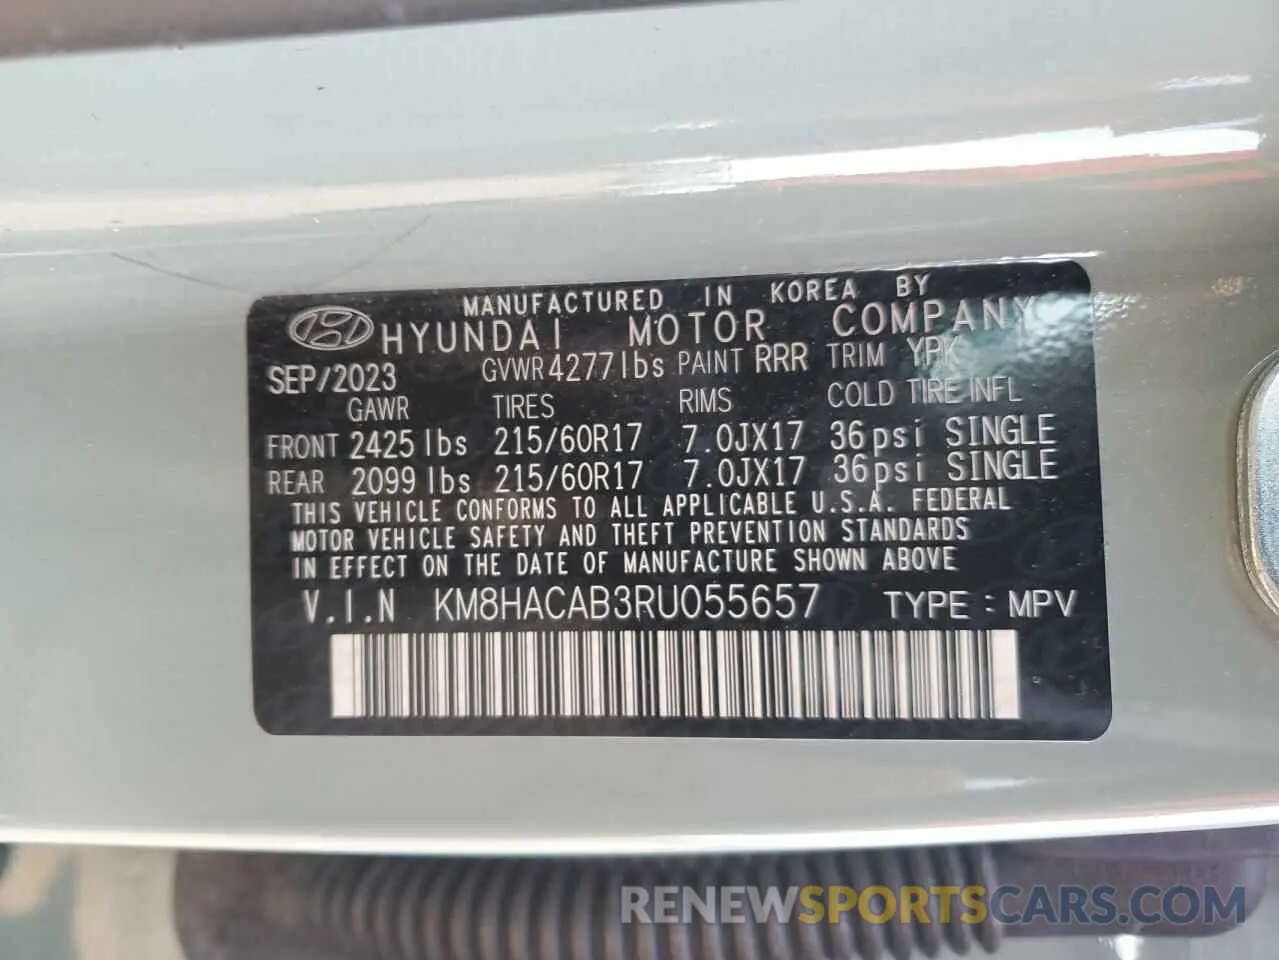 MANUFACTURED IN KOREA BY
HYUNDAI MOTOR COMPANY
SEP/2023 GVWR 4277lbs PAINT RRR TRIM YPK
GAWR TIRES RIMS COLD TIRE INFL
FRONT 2425 lbs 215/60R17 7.0JX17 36psi SINGLE
REAR 2099 lbs 215/60R17 7.0JX17 36psi SINGLE
THIS VEHICLE CONFORMS TO ALL APPLICABLE U.S.A. FEDERAL
MOTOR VEHICLE SAFETY AND THEFT PREVENTION STANDARDS
IN EFFECT ON THE DATE OF MANUFACTURE SHOWN ABOVE
V.I.N KM8HACAB3RU055657 TYPE : MPV
RENEWSPORTSCARS.COM